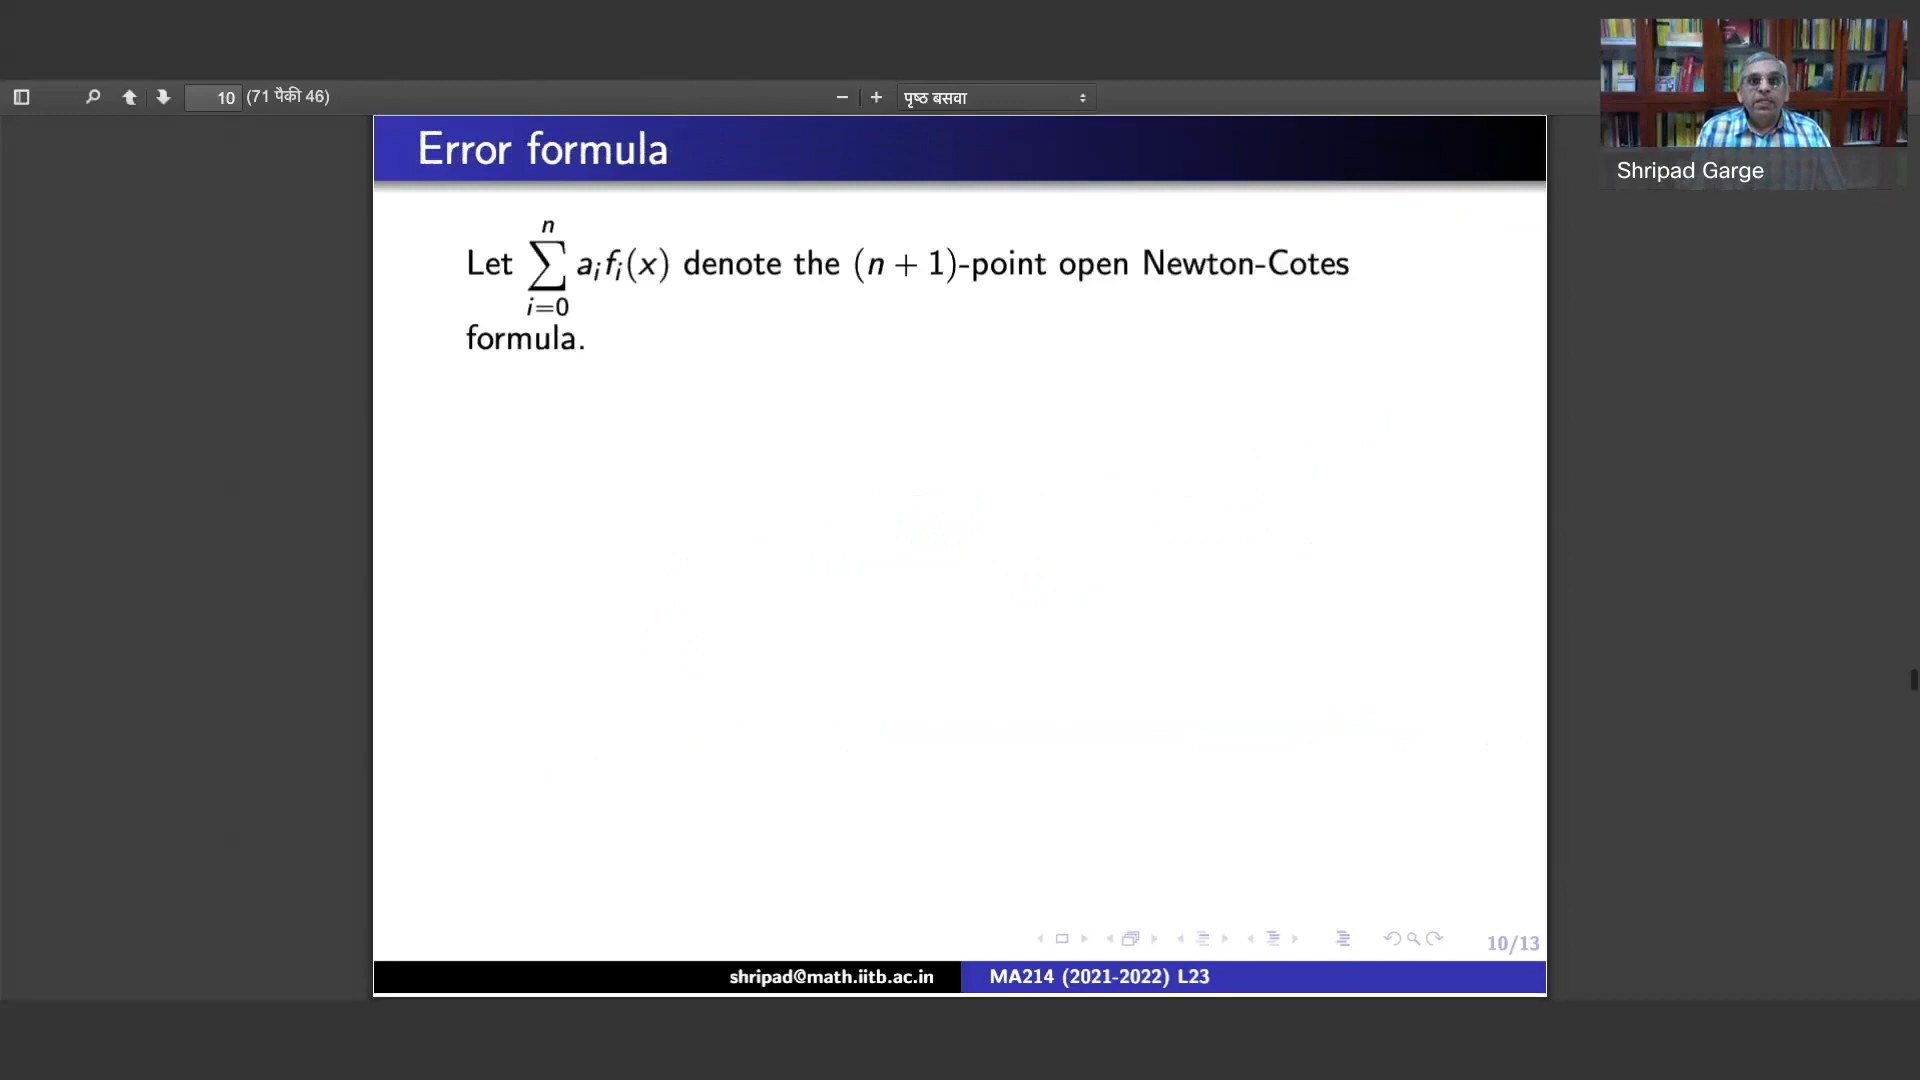 Shripad Garge
10 (71 पैकी 46)
पृष्ठ बसवा
Error formula
Let \sum_{i=0}^{n} a_i f_i(x) denote the (n + 1)-point open Newton-Cotes
formula.
10/13
shripad@math.iitb.ac.in MA214 (2021-2022) L23